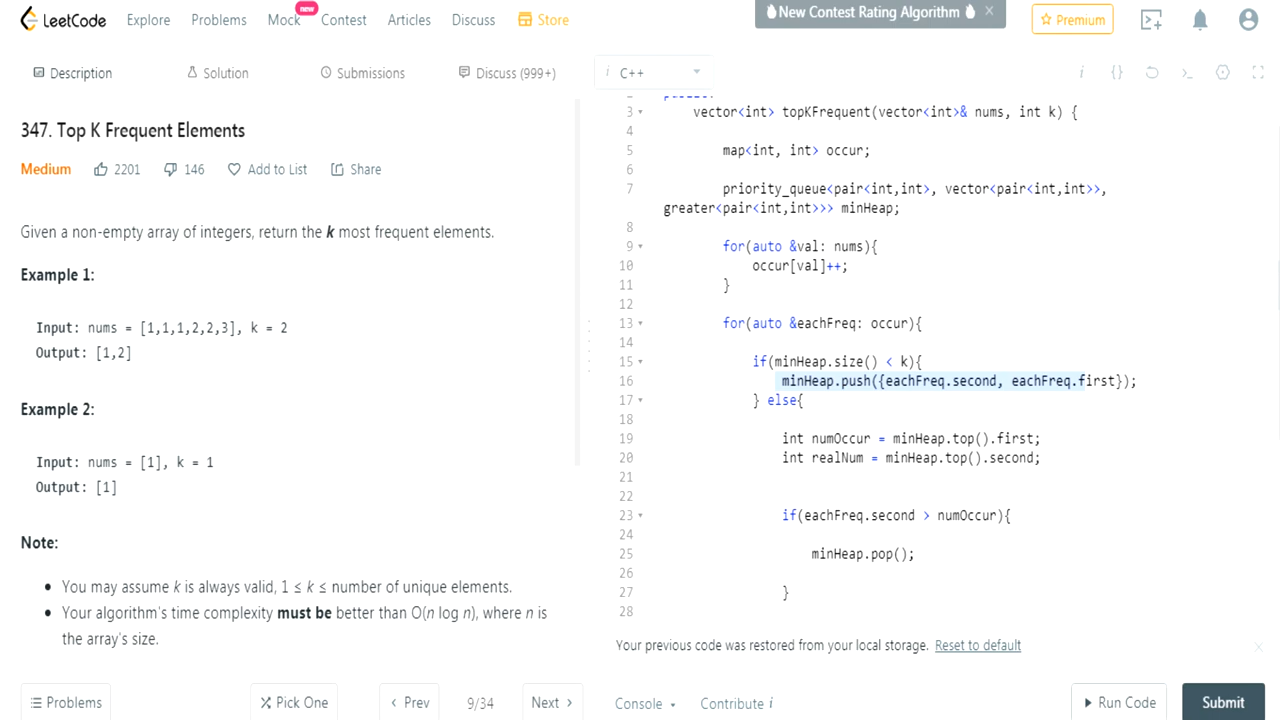 LeetCode Explore Problems Mock new Contest Articles Discuss Store New Contest Rating Algorithm × Premium
Description Solution Submissions Discuss (999+) i C++
347. Top K Frequent Elements
Medium 2201 146 Add to List Share
Given a non-empty array of integers, return the k most frequent elements.
Example 1:
Input: nums = [1,1,1,2,2,3], k = 2
Output: [1,2]
Example 2:
Input: nums = [1], k = 1
Output: [1]
Note:
• You may assume k is always valid, 1 ≤ k ≤ number of unique elements.
• Your algorithm's time complexity must be better than O(n log n), where n is
the array's size.
3 vector<int> topKFrequent(vector<int>& nums, int k) {
4
5 map<int, int> occur;
6
7 priority_queue<pair<int,int>, vector<pair<int,int>>,
greater<pair<int,int>>> minHeap;
8
9 for(auto &val: nums){
10 occur[val]++;
11 }
12
13 for(auto &eachFreq: occur){
14
15 if(minHeap.size() < k){
16 minHeap.push({eachFreq.second, eachFreq.first});
17 } else{
18
19 int numOccur = minHeap.top().first;
20 int realNum = minHeap.top().second;
21
22
23 if(eachFreq.second > numOccur){
24
25 minHeap.pop();
26
27 }
28
Your previous code was restored from your local storage. Reset to default
Problems Pick One < Prev 9/34 Next > Console Contribute i Run Code Submit